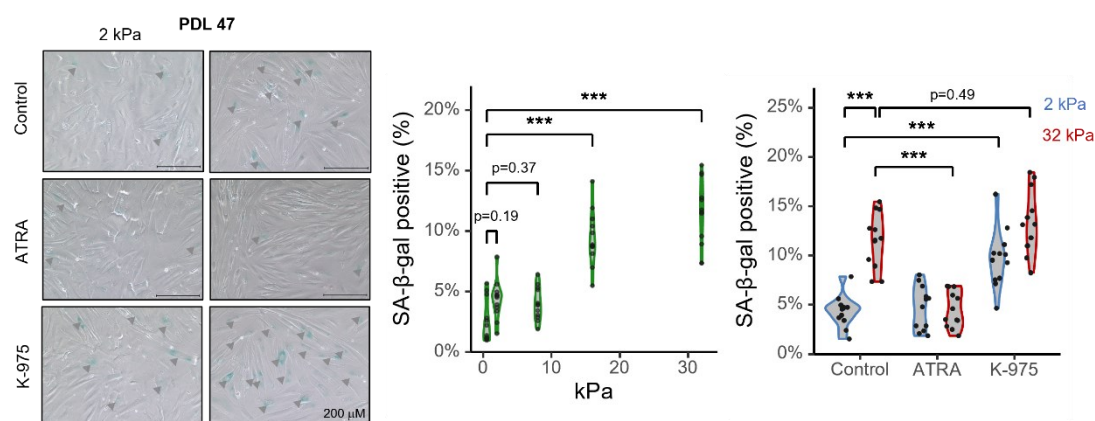 PDL 47
2 kPa
Control
ATRA
K-975
200 μM
SA-β-gal positive (%)
20%
15%
10%
5%
0%
***
***
p=0.37
p=0.19
0
10
20
30
kPa
SA-β-gal positive (%)
25%
20%
15%
10%
5%
0%
***
p=0.49
***
***
2 kPa
32 kPa
Control
ATRA
K-975